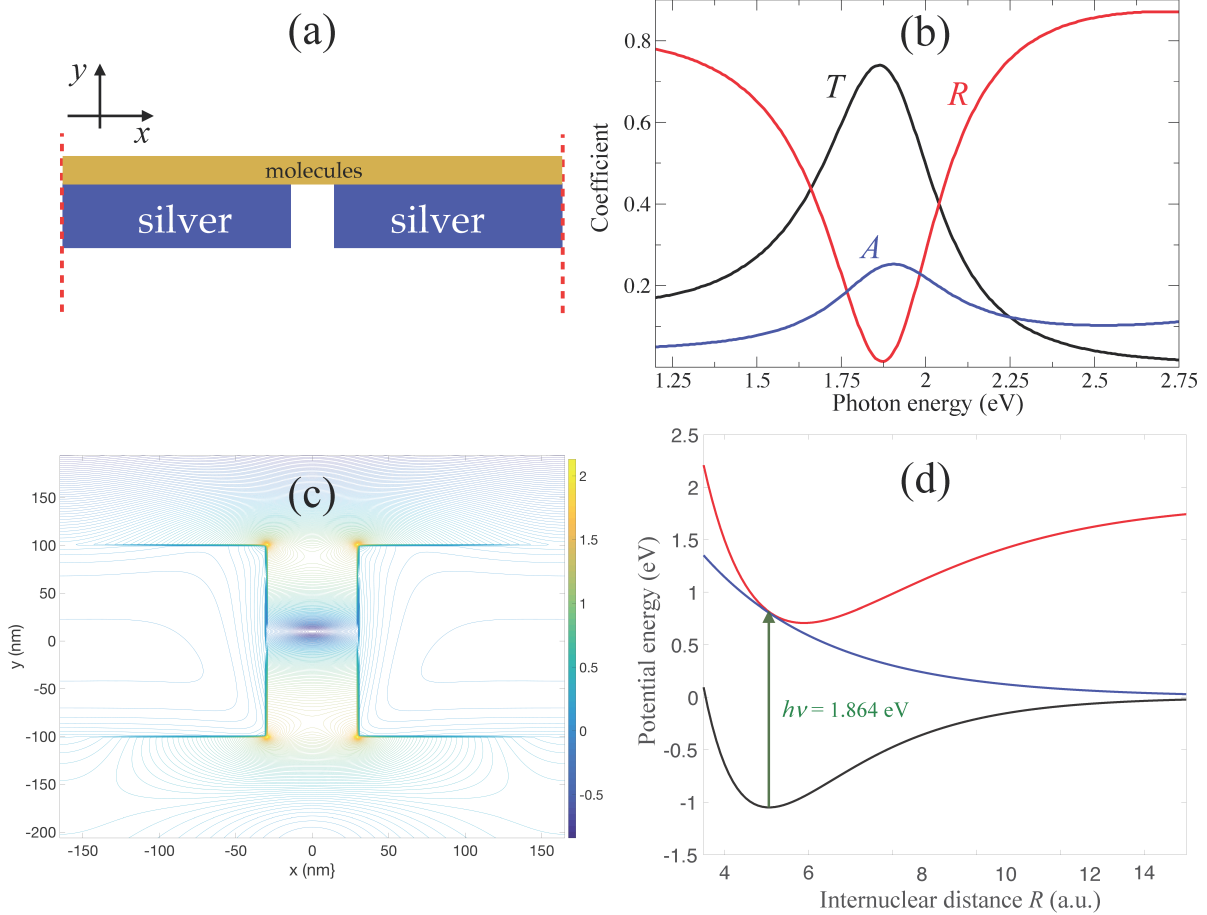 (a)
y
x
molecules
silver
silver
(b)
T
R
A
Coefficient
0.8
0.6
0.4
0.2
1.25
1.5
1.75
2
2.25
2.5
2.75
Photon energy (eV)
(c)
150
100
50
0
-50
-100
-150
-200
y (nm)
-150
-100
-50
0
50
100
150
x (nm}
2
1.5
1
0.5
0
-0.5
(d)
2.5
2
1.5
1
0.5
0
-0.5
-1
-1.5
Potential energy (eV)
hν = 1.864 eV
4
6
8
10
12
14
Internuclear distance R (a.u.)